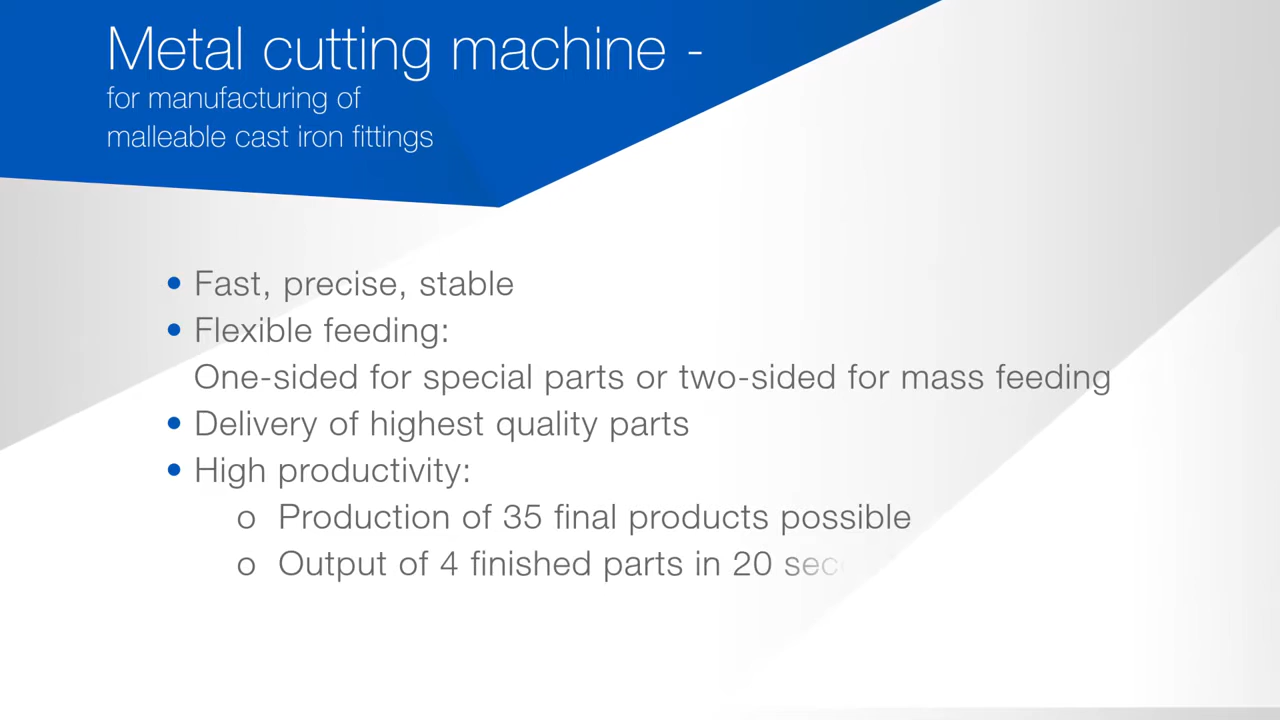 Metal cutting machine -
for manufacturing of
malleable cast iron fittings
• Fast, precise, stable
• Flexible feeding:
One-sided for special parts or two-sided for mass feeding
• Delivery of highest quality parts
• High productivity:
o Production of 35 final products possible
o Output of 4 finished parts in 20